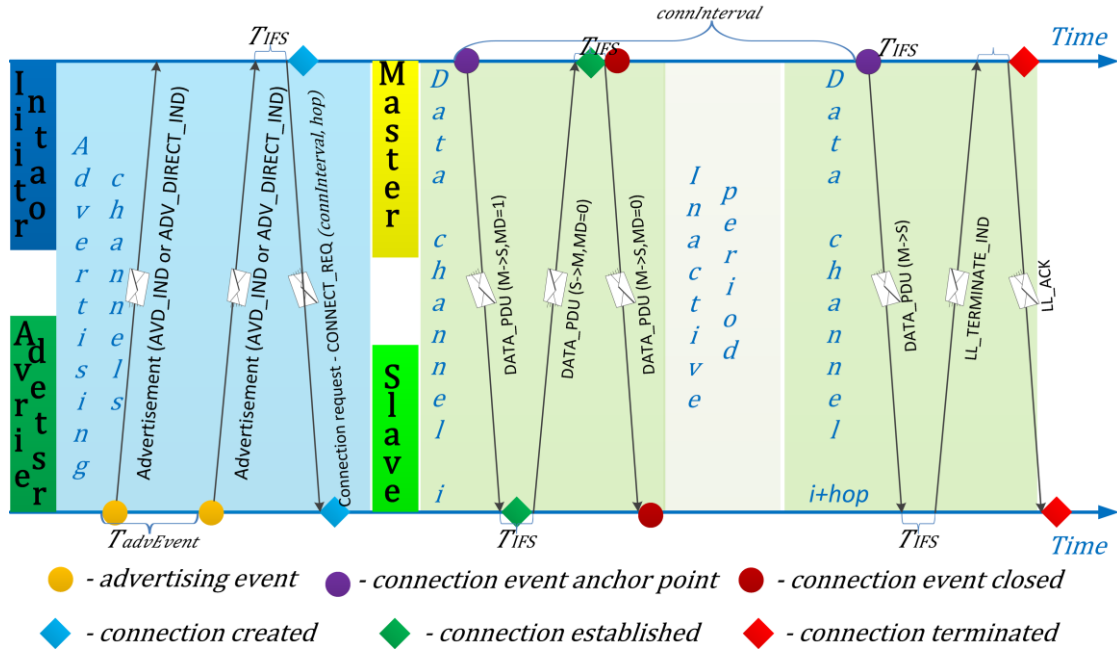 connInterval
TIFS
TIFS
TIFS
Time
Initiator
Master
Advertising
channels
Advertisement (AVD_IND or ADV_DIRECT_IND)
Advertisement (AVD_IND or ADV_DIRECT_IND)
Connection request - CONNECT_REQ (connInterval, hop)
Data channel i
DATA_PDU (M->S,MD=1)
DATA_PDU (S->M,MD=0)
DATA_PDU (M->S,MD=0)
Inactive
period
Data channel
i+hop
DATA_PDU (M->S)
LL_TERMINATE_IND
LL_ACK
Advertiser
Slave
TadvEvent
TIFS
TIFS
Time
- advertising event
- connection event anchor point
- connection event closed
- connection created
- connection established
- connection terminated